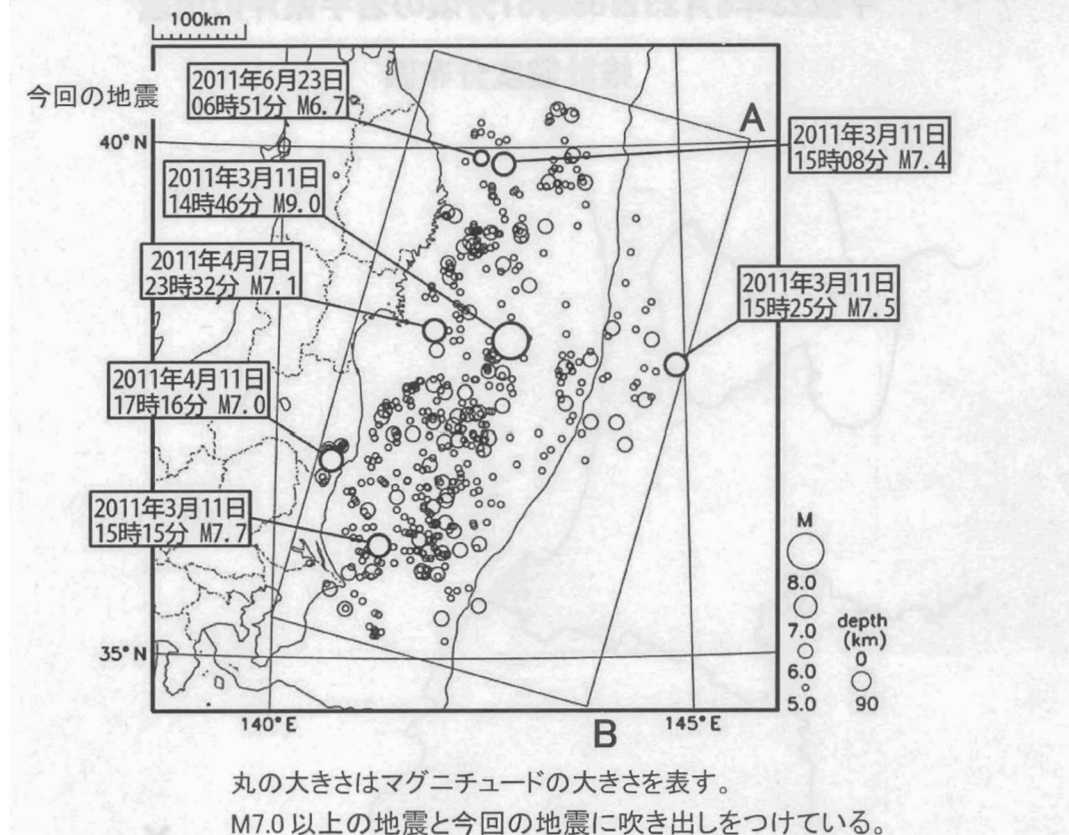 100km
2011年6月23日
06時51分 M6.7
今回の地震
A
40°N
2011年3月11日
15時08分 M7.4
2011年3月11日
14時46分 M9.0
2011年4月7日
23時32分 M7.1
2011年3月11日
15時25分 M7.5
2011年4月11日
17時16分 M7.0
2011年3月11日
15時15分 M7.7
M
8.0
7.0
6.0
5.0
depth
(km)
0
90
35°N
140°E
B
145°E
丸の大きさはマグニチュードの大きさを表す。
M7.0 以上の地震と今回の地震に吹き出しをつけている。